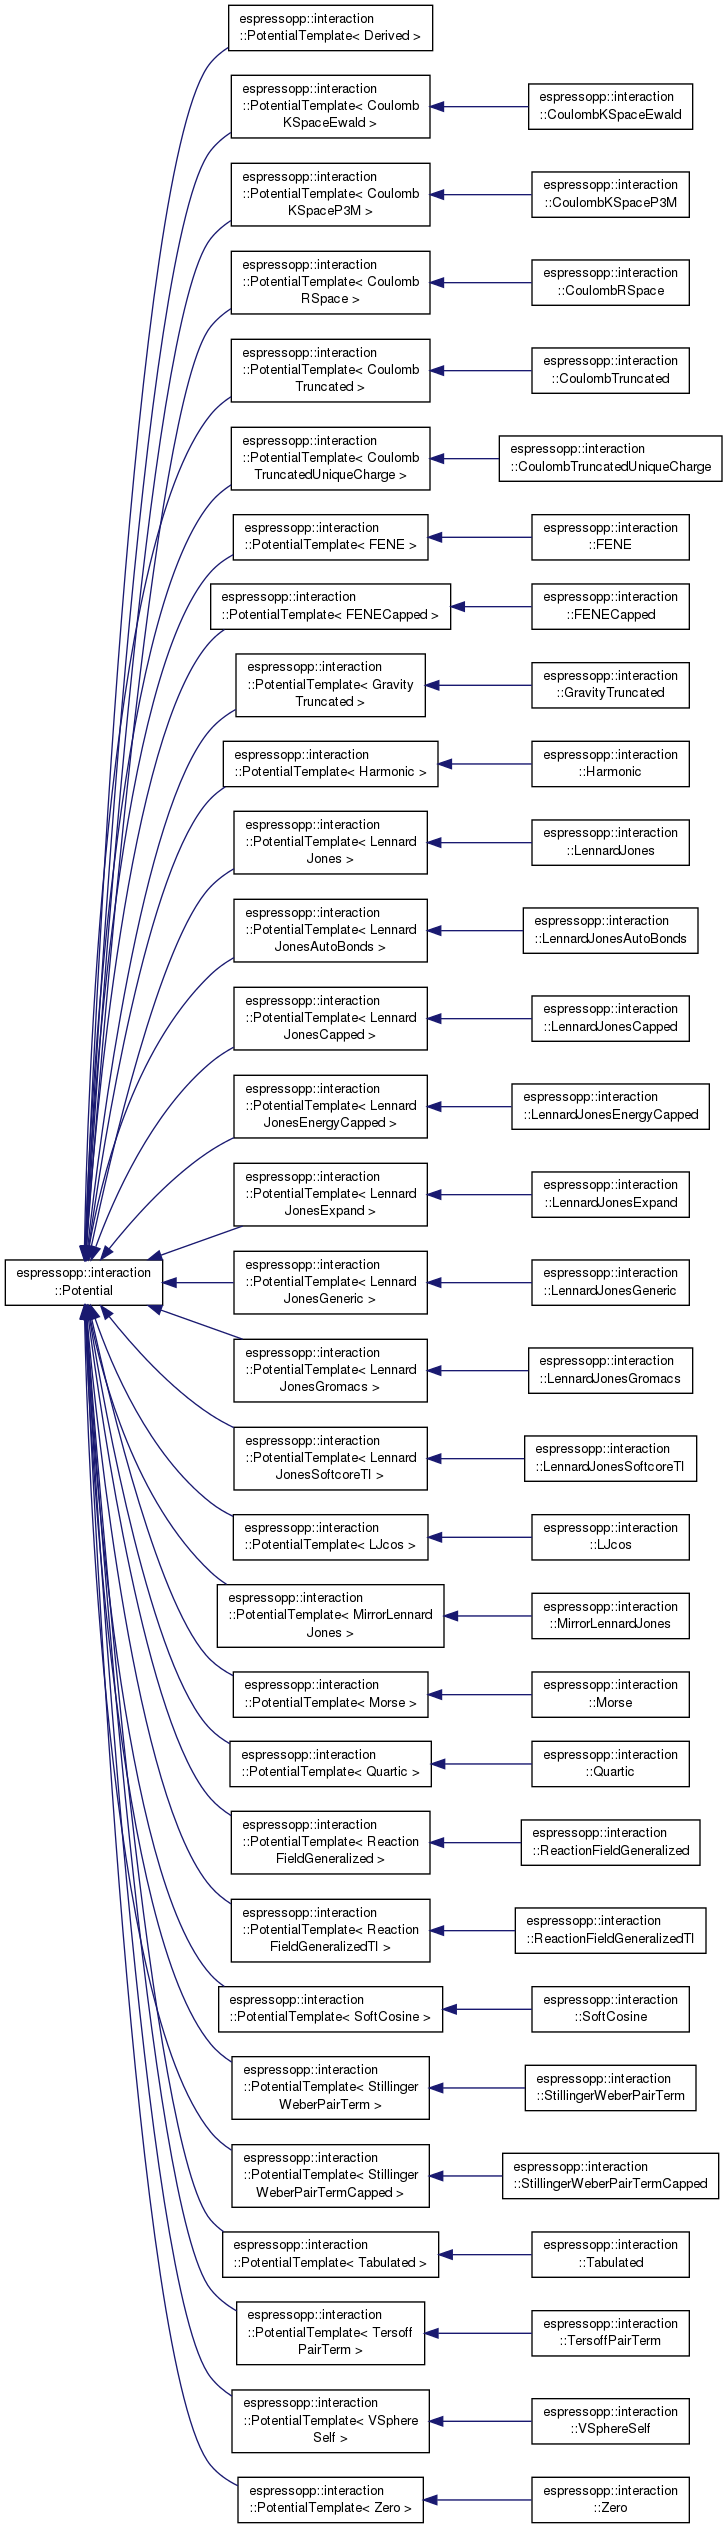 espressopp::interaction
::PotentialTemplate< Derived >
espressopp::interaction
::PotentialTemplate< Coulomb
KSpaceEwald >
espressopp::interaction
::CoulombKSpaceEwald
espressopp::interaction
::PotentialTemplate< Coulomb
KSpaceP3M >
espressopp::interaction
::CoulombKSpaceP3M
espressopp::interaction
::PotentialTemplate< Coulomb
RSpace >
espressopp::interaction
::CoulombRSpace
espressopp::interaction
::PotentialTemplate< Coulomb
Truncated >
espressopp::interaction
::CoulombTruncated
espressopp::interaction
::PotentialTemplate< Coulomb
TruncatedUniqueCharge >
espressopp::interaction
::CoulombTruncatedUniqueCharge
espressopp::interaction
::PotentialTemplate< FENE >
espressopp::interaction
::FENE
espressopp::interaction
::PotentialTemplate< FENECapped >
espressopp::interaction
::FENECapped
espressopp::interaction
::PotentialTemplate< Gravity
Truncated >
espressopp::interaction
::GravityTruncated
espressopp::interaction
::PotentialTemplate< Harmonic >
espressopp::interaction
::Harmonic
espressopp::interaction
::PotentialTemplate< Lennard
Jones >
espressopp::interaction
::LennardJones
espressopp::interaction
::PotentialTemplate< Lennard
JonesAutoBonds >
espressopp::interaction
::LennardJonesAutoBonds
espressopp::interaction
::PotentialTemplate< Lennard
JonesCapped >
espressopp::interaction
::LennardJonesCapped
espressopp::interaction
::PotentialTemplate< Lennard
JonesEnergyCapped >
espressopp::interaction
::LennardJonesEnergyCapped
espressopp::interaction
::PotentialTemplate< Lennard
JonesExpand >
espressopp::interaction
::LennardJonesExpand
espressopp::interaction
::Potential
espressopp::interaction
::PotentialTemplate< Lennard
JonesGeneric >
espressopp::interaction
::LennardJonesGeneric
espressopp::interaction
::PotentialTemplate< Lennard
JonesGromacs >
espressopp::interaction
::LennardJonesGromacs
espressopp::interaction
::PotentialTemplate< Lennard
JonesSoftcoreTI >
espressopp::interaction
::LennardJonesSoftcoreTI
espressopp::interaction
::PotentialTemplate< LJcos >
espressopp::interaction
::LJcos
espressopp::interaction
::PotentialTemplate< MirrorLennard
Jones >
espressopp::interaction
::MirrorLennardJones
espressopp::interaction
::PotentialTemplate< Morse >
espressopp::interaction
::Morse
espressopp::interaction
::PotentialTemplate< Quartic >
espressopp::interaction
::Quartic
espressopp::interaction
::PotentialTemplate< Reaction
FieldGeneralized >
espressopp::interaction
::ReactionFieldGeneralized
espressopp::interaction
::PotentialTemplate< Reaction
FieldGeneralizedTI >
espressopp::interaction
::ReactionFieldGeneralizedTI
espressopp::interaction
::PotentialTemplate< SoftCosine >
espressopp::interaction
::SoftCosine
espressopp::interaction
::PotentialTemplate< Stillinger
WeberPairTerm >
espressopp::interaction
::StillingerWeberPairTerm
espressopp::interaction
::PotentialTemplate< Stillinger
WeberPairTermCapped >
espressopp::interaction
::StillingerWeberPairTermCapped
espressopp::interaction
::PotentialTemplate< Tabulated >
espressopp::interaction
::Tabulated
espressopp::interaction
::PotentialTemplate< Tersoff
PairTerm >
espressopp::interaction
::TersoffPairTerm
espressopp::interaction
::PotentialTemplate< VSphere
Self >
espressopp::interaction
::VSphereSelf
espressopp::interaction
::PotentialTemplate< Zero >
espressopp::interaction
::Zero